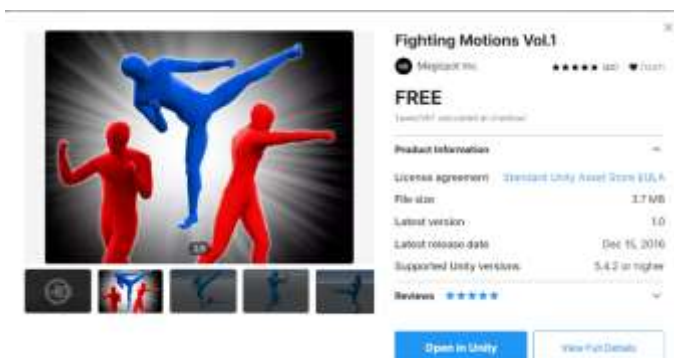 Fighting Motions Vol.1
FREE
Product Information
License agreement Standard Unity Asset Store EULA
File size 3.7 MB
Latest version 1.0
Latest release date Dec 15, 2016
Supported Unity versions 5.4.2 or higher
Reviews
Open in Unity
View Full Details